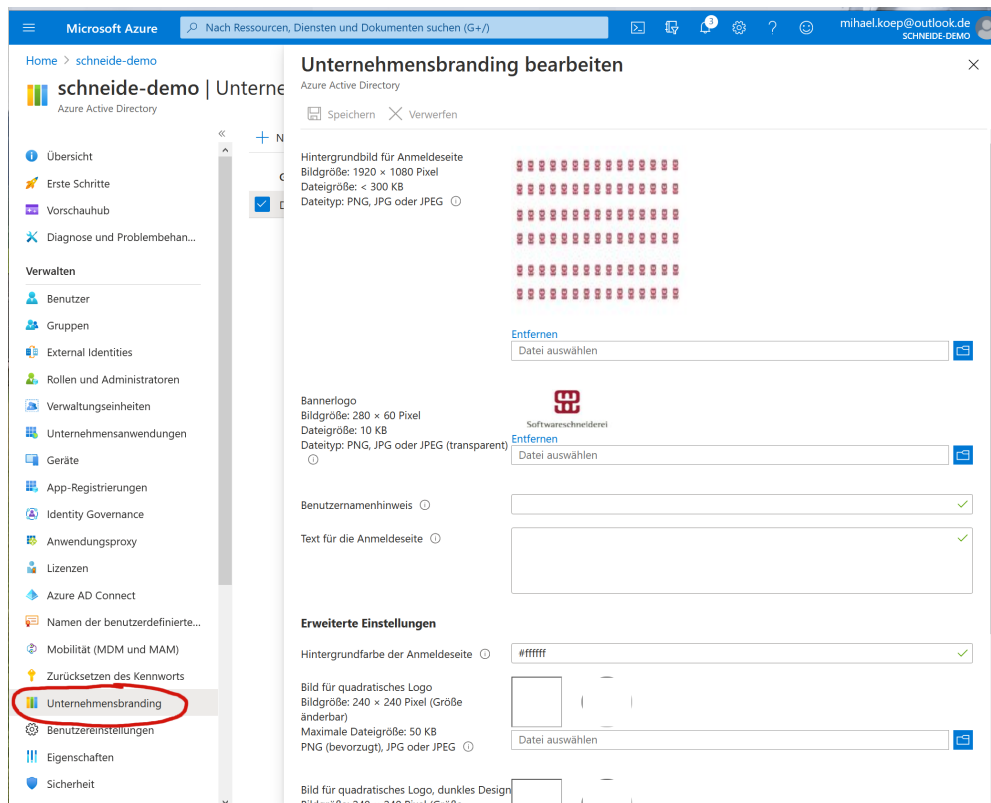 Microsoft Azure
Nach Ressourcen, Diensten und Dokumenten suchen (G+/)
3
mihael.koep@outlook.de
SCHNEIDE-DEMO
Home > schneide-demo
schneide-demo | Unterne
Azure Active Directory
Übersicht
Erste Schritte
Vorschauhub
Diagnose und Problembehan...
Verwalten
Benutzer
Gruppen
External Identities
Rollen und Administratoren
Verwaltungseinheiten
Unternehmensanwendungen
Geräte
App-Registrierungen
Identity Governance
Anwendungsproxy
Lizenzen
Azure AD Connect
Namen der benutzerdefinierte...
Mobilität (MDM und MAM)
Zurücksetzen des Kennworts
Unternehmensbranding
Benutzereinstellungen
Eigenschaften
Sicherheit
Unternehmensbranding bearbeiten
Azure Active Directory
Speichern Verwerfen
Hintergrundbild für Anmeldeseite
Bildgröße: 1920 × 1080 Pixel
Dateigröße: < 300 KB
Dateityp: PNG, JPG oder JPEG
Entfernen
Datei auswählen
Bannerlogo
Bildgröße: 280 × 60 Pixel
Dateigröße: 10 KB
Dateityp: PNG, JPG oder JPEG (transparent)
Softwareschneiderei
Entfernen
Datei auswählen
Benutzernamenhinweis
Text für die Anmeldeseite
Erweiterte Einstellungen
Hintergrundfarbe der Anmeldeseite
#ffffff
Bild für quadratisches Logo
Bildgröße: 240 × 240 Pixel (Größe
änderbar)
Maximale Dateigröße: 50 KB
PNG (bevorzugt), JPG oder JPEG
Datei auswählen
Bild für quadratisches Logo, dunkles Design
Bildgröße: 240 × 240 Pixel (Größe